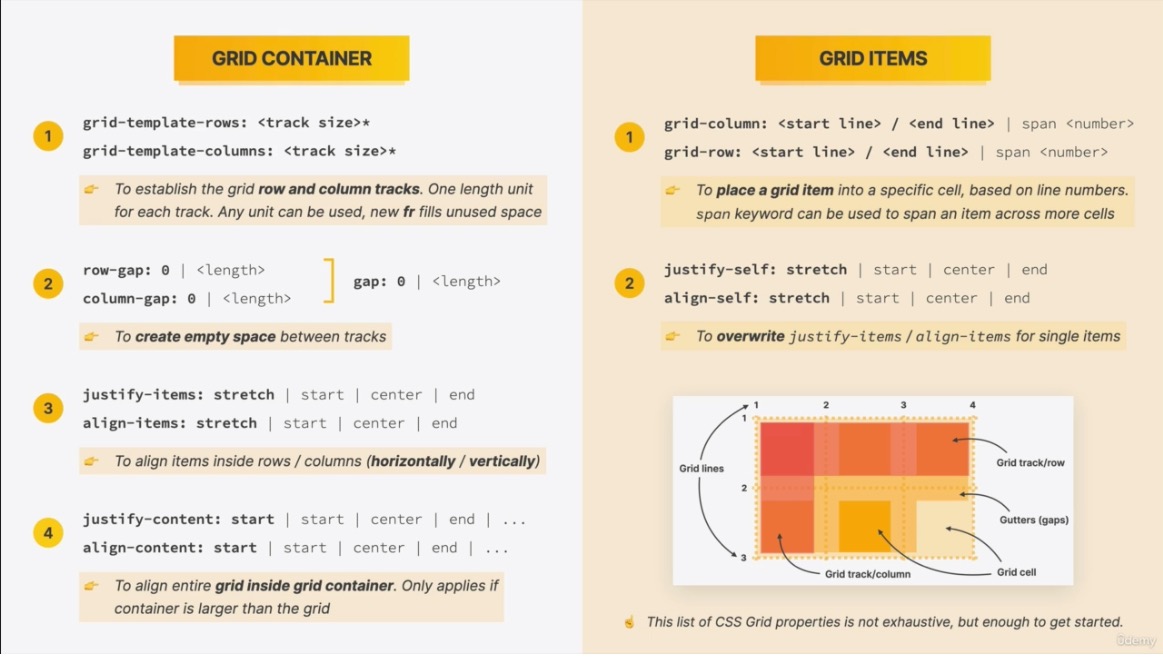 GRID CONTAINER
1
grid-template-rows: <track size>*
grid-template-columns: <track size>*
To establish the grid row and column tracks. One length unit
for each track. Any unit can be used, new fr fills unused space
2
row-gap: 0 | <length>
column-gap: 0 | <length>
gap: 0 | <length>
To create empty space between tracks
3
justify-items: stretch | start | center | end
align-items: stretch | start | center | end
To align items inside rows / columns (horizontally / vertically)
4
justify-content: start | start | center | end | ...
align-content: start | start | center | end | ...
To align entire grid inside grid container. Only applies if
container is larger than the grid
GRID ITEMS
1
grid-column: <start line> / <end line> | span <number>
grid-row: <start line> / <end line> | span <number>
To place a grid item into a specific cell, based on line numbers.
span keyword can be used to span an item across more cells
2
justify-self: stretch | start | center | end
align-self: stretch | start | center | end
To overwrite justify-items / align-items for single items
1 2 3 4
1
Grid lines
Grid track/row
2
Gutters (gaps)
3
Grid track/column
Grid cell
This list of CSS Grid properties is not exhaustive, but enough to get started.
ûdemy